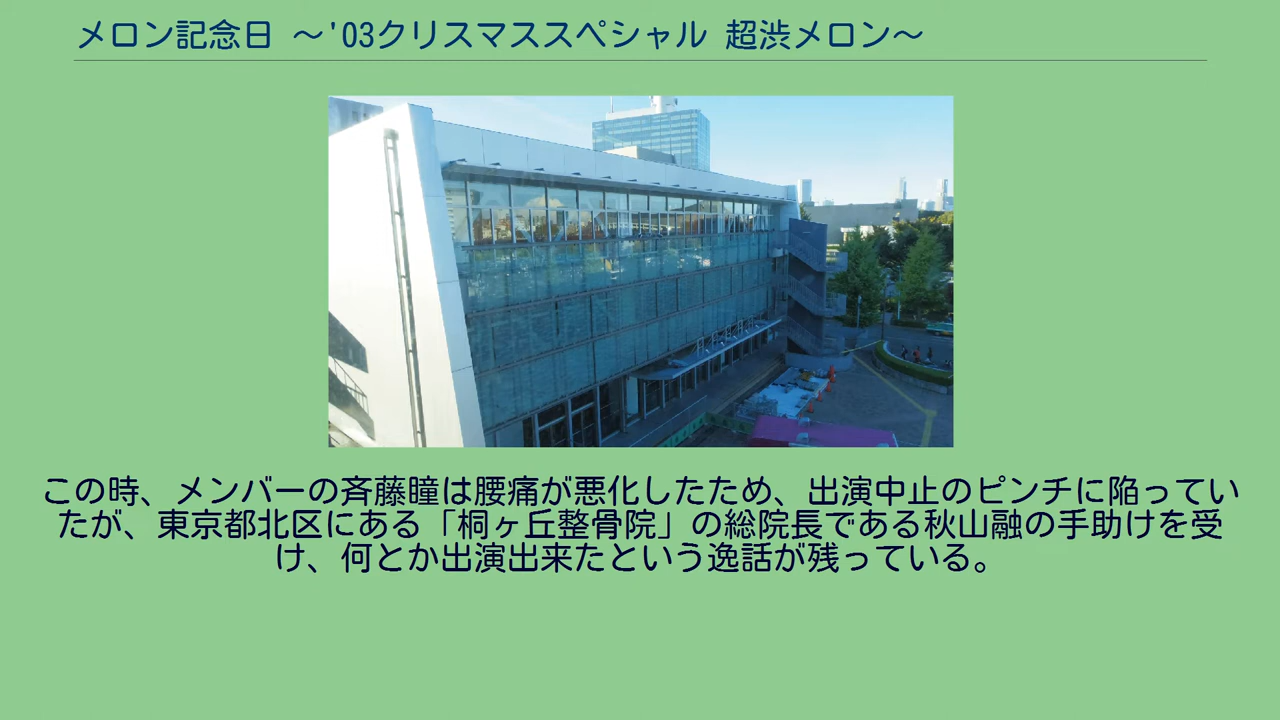 メロン記念日 ～'03クリスマススペシャル 超渋メロン～
この時、メンバーの斉藤瞳は腰痛が悪化したため、出演中止のピンチに陥ってい
たが、東京都北区にある「桐ヶ丘整骨院」の総院長である秋山融の手助けを受
け、何とか出演出来たという逸話が残っている。